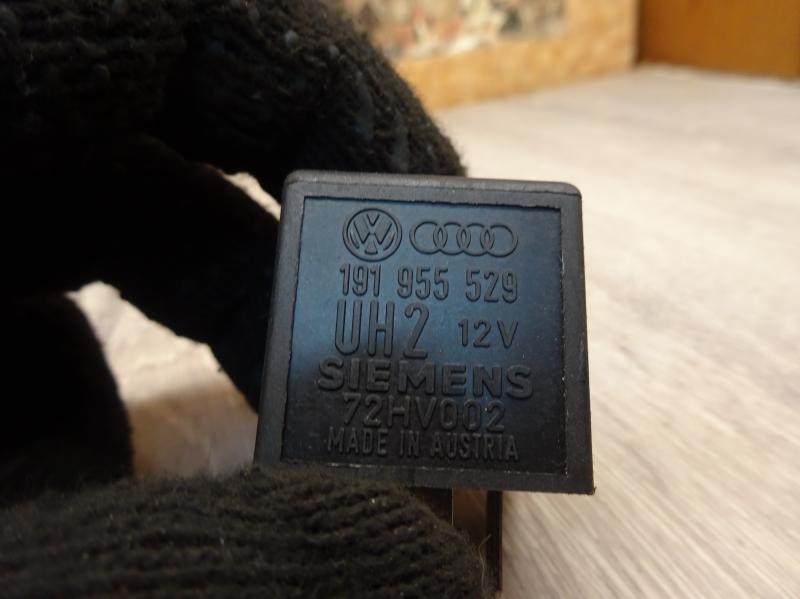 191 955 529
UH2 12V
SIEMENS
72HV002
MADE IN AUSTRIA